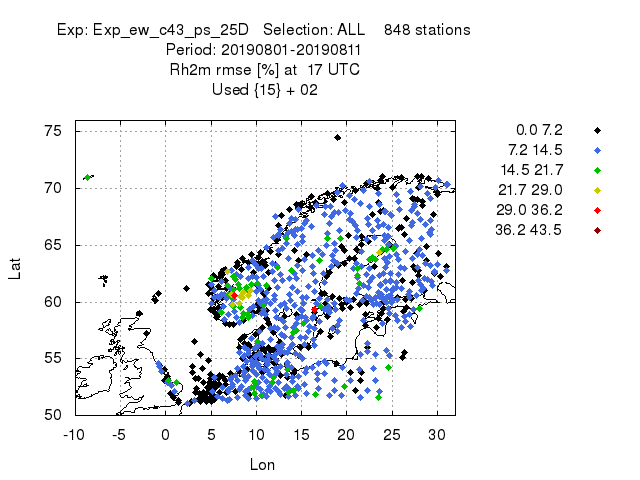 Exp: Exp_ew_c43_ps_25D Selection: ALL 848 stations
Period: 20190801-20190811
Rh2m rmse [%] at 17 UTC
Used {15} + 02
0.0 7.2
7.2 14.5
14.5 21.7
21.7 29.0
29.0 36.2
36.2 43.5
Lat
75
70
65
60
55
50
-10 -5 0 5 10 15 20 25 30
Lon